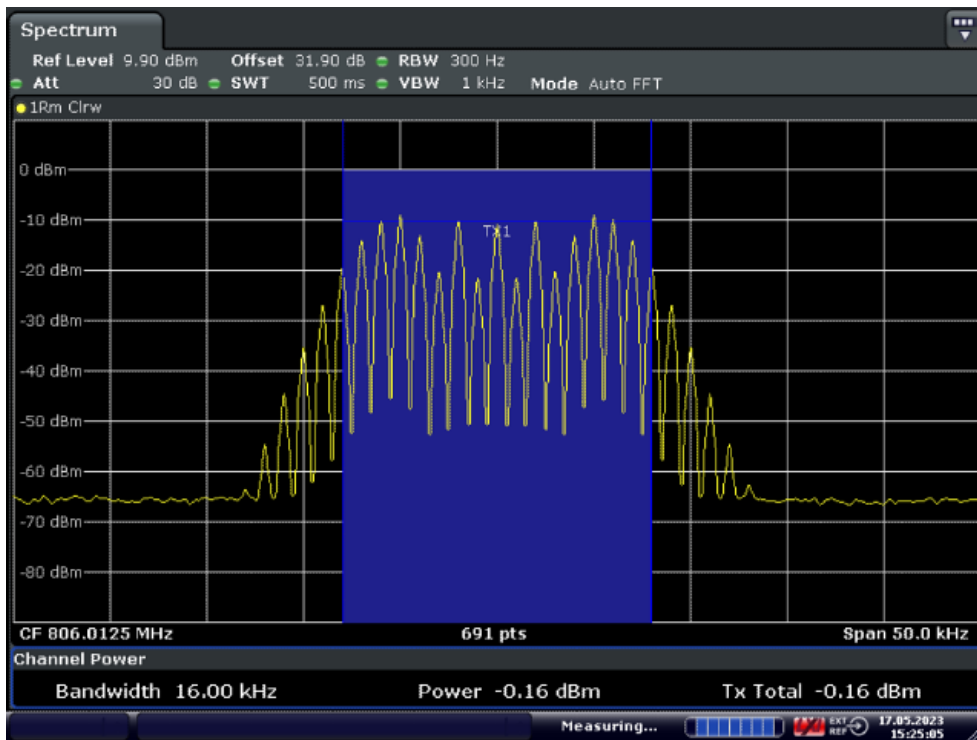 Spectrum
Ref Level 9.90 dBm Offset 31.90 dB RBW 300 Hz
Att 30 dB SWT 500 ms VBW 1 kHz Mode Auto FFT
1Rm Clrw
0 dBm
-10 dBm
TX1
-20 dBm
-30 dBm
-40 dBm
-50 dBm
-60 dBm
-70 dBm
-80 dBm
CF 806.0125 MHz 691 pts Span 50.0 kHz
Channel Power
Bandwidth 16.00 kHz Power -0.16 dBm Tx Total -0.16 dBm
Measuring... EXT REF 17.05.2023
15:25:05